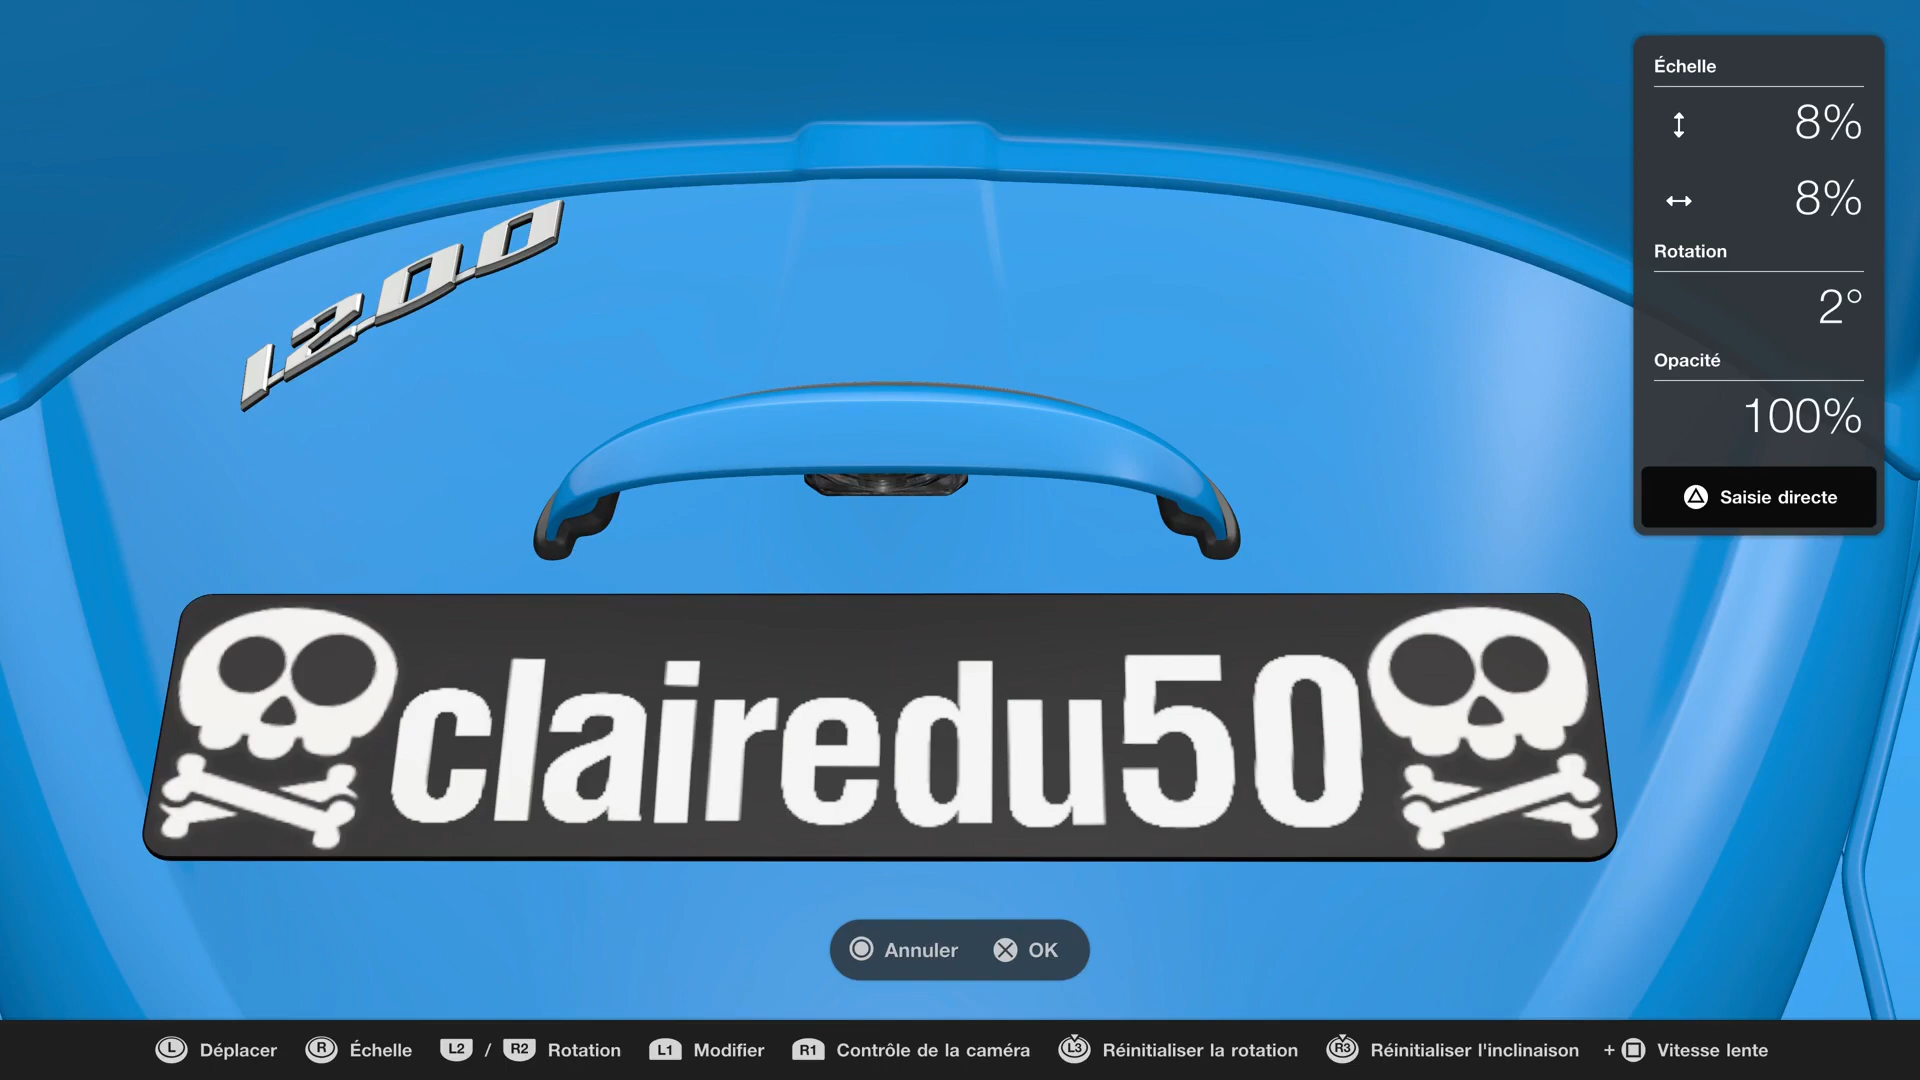 Échelle
8%
8%
Rotation
2°
Opacité
100%
Saisie directe
1200
clairedu50
Annuler OK
L Déplacer R Échelle L2 / R2 Rotation L1 Modifier R1 Contrôle de la caméra L3 Réinitialiser la rotation R3 Réinitialiser l'inclinaison + Vitesse lente